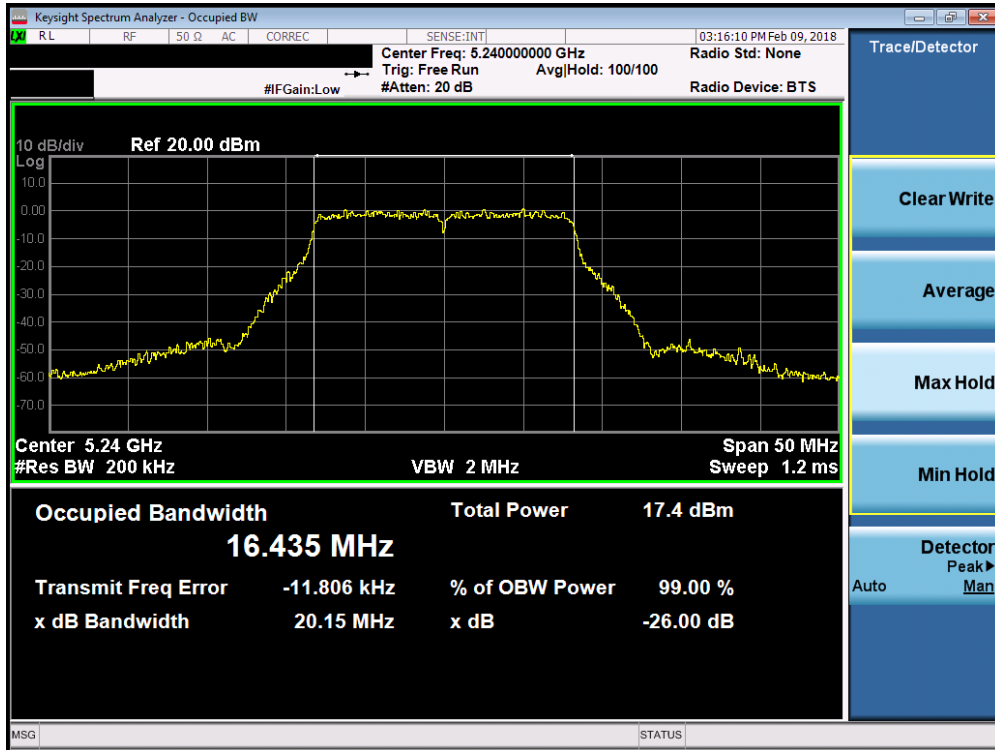 Keysight Spectrum Analyzer - Occupied BW
LXI RL RF 50 Ω AC CORREC SENSE:INT 03:16:10 PM Feb 09, 2018
Center Freq: 5.240000000 GHz Radio Std: None
Trig: Free Run Avg|Hold: 100/100
#IFGain:Low #Atten: 20 dB Radio Device: BTS
10 dB/div Ref 20.00 dBm
Log
10.0
0.00
-10.0
-20.0
-30.0
-40.0
-50.0
-60.0
-70.0
Center 5.24 GHz Span 50 MHz
#Res BW 200 kHz VBW 2 MHz Sweep 1.2 ms
Occupied Bandwidth Total Power 17.4 dBm
16.435 MHz
Transmit Freq Error -11.806 kHz % of OBW Power 99.00 %
x dB Bandwidth 20.15 MHz x dB -26.00 dB
MSG STATUS
Trace/Detector
Clear Write
Average
Max Hold
Min Hold
Detector
Peak▶
Auto Man